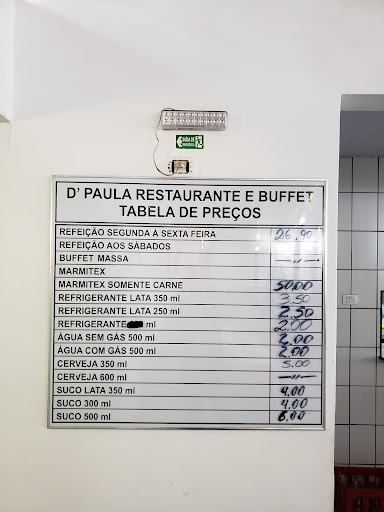 SAÍDA DE EMERGÊNCIA
D' PAULA RESTAURANTE E BUFFET
TABELA DE PREÇOS
REFEIÇÃO SEGUNDA À SEXTA FEIRA 26,90
REFEIÇÃO AOS SÁBADOS
BUFFET MASSA —"—
MARMITEX
MARMITEX SOMENTE CARNE 50,00
REFRIGERANTE LATA 350 ml 3.50
REFRIGERANTE LATA 250 ml 2.50
REFRIGERANTE ml 2.00
ÁGUA SEM GÁS 500 ml 2.00
ÁGUA COM GÁS 500 ml 2.00
CERVEJA 350 ml 5.00
CERVEJA 600 ml —"—
SUCO LATA 350 ml 4,00
SUCO 300 ml 4.00
SUCO 500 ml 6,00